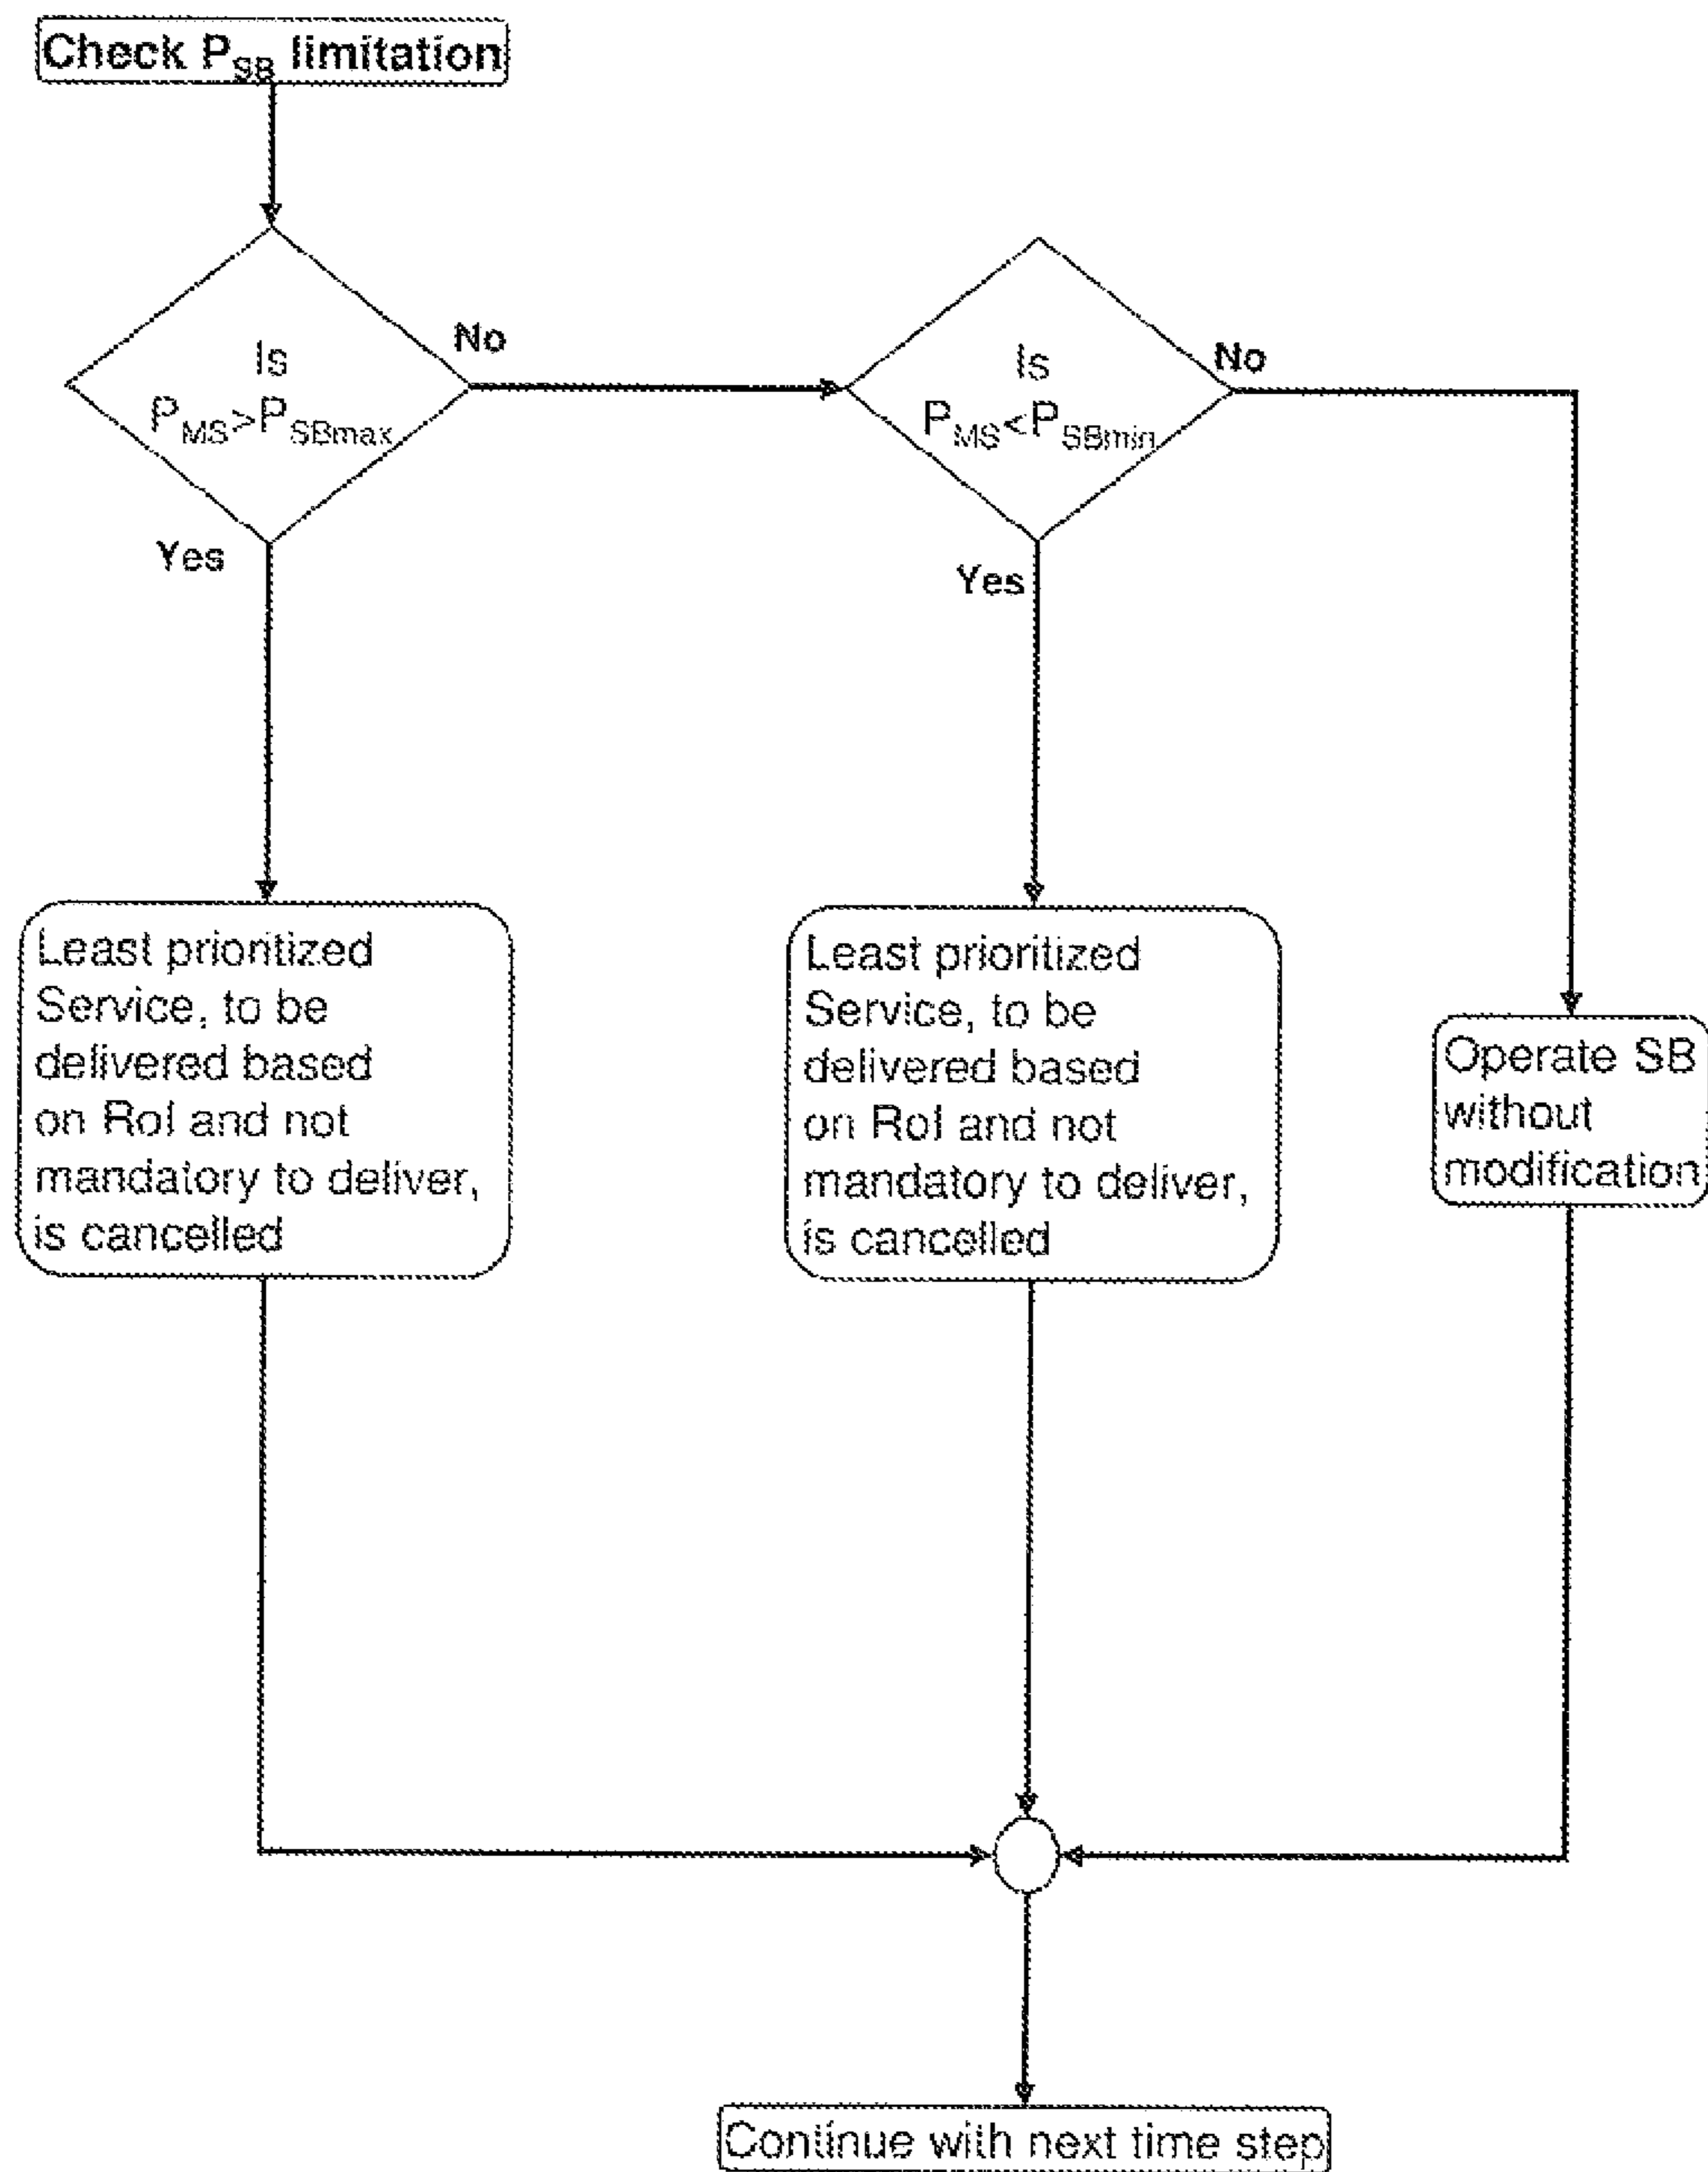 Check P_SB limitation
Is
P_MS>P_SBmax
No
Yes
Is
P_MS<P_SBmin
No
Yes
Least prioritized
Service, to be
delivered based
on RoI and not
mandatory to deliver,
is cancelled
Least prioritized
Service, to be
delivered based
on RoI and not
mandatory to deliver,
is cancelled
Operate SB
without
modification
Continue with next time step